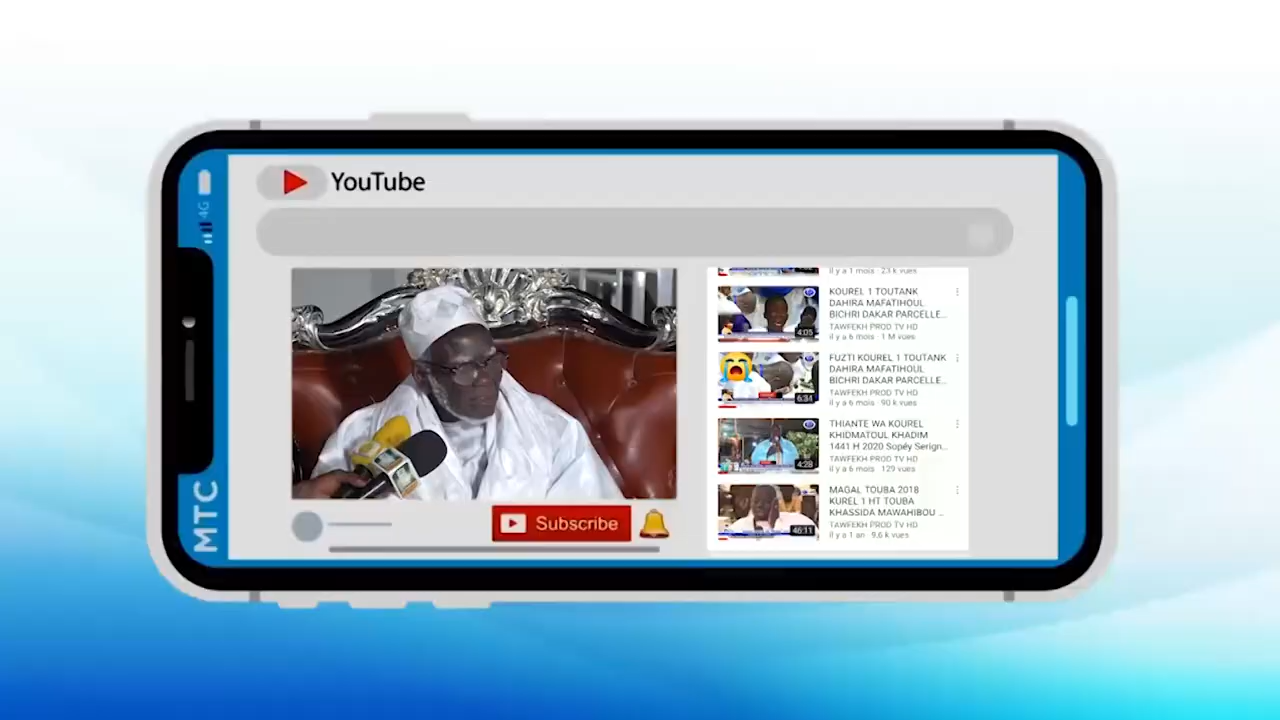 YouTube
4G
MTC
Subscribe
il y a 1 mois · 23 k vues
KOUREL 1 TOUTANK
DAHIRA MAFATIHOUL
BICHRI DAKAR PARCELLE...
TAWFEKH PROD TV HD
il y a 6 mois · 1 M vues
4:05
FUZTI KOUREL 1 TOUTANK
DAHIRA MAFATIHOUL
BICHRI DAKAR PARCELLE...
TAWFEKH PROD TV HD
il y a 6 mois · 90 k vues
6:34
THIANTE WA KOUREL
KHIDMATOUL KHADIM
1441 H 2020 Sopéy Serign...
TAWFEKH PROD TV HD
il y a 6 mois · 129 vues
4:28
MAGAL TOUBA 2018
KUREL 1 HT TOUBA
KHASSIDA MAWAHIBOU ...
TAWFEKH PROD TV HD
il y a 1 an · 9,6 k vues
46:11